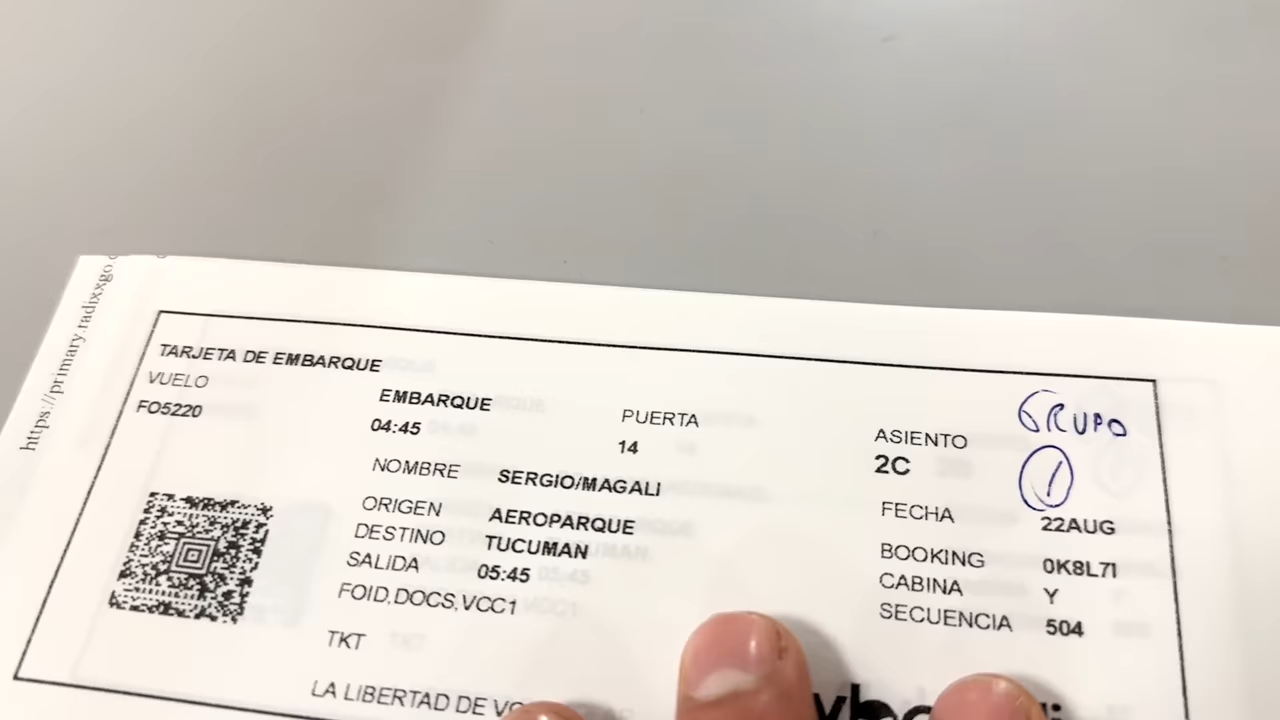 https://primary.radixxgo.
TARJETA DE EMBARQUE
VUELO
FO5220
EMBARQUE
04:45
PUERTA
14
ASIENTO
2C
GRUPO
1
NOMBRE SERGIO/MAGALI
ORIGEN AEROPARQUE
DESTINO TUCUMAN
SALIDA 05:45
FOID,DOCS,VCC1
TKT
FECHA 22AUG
BOOKING 0K8L7I
CABINA Y
SECUENCIA 504
LA LIBERTAD DE